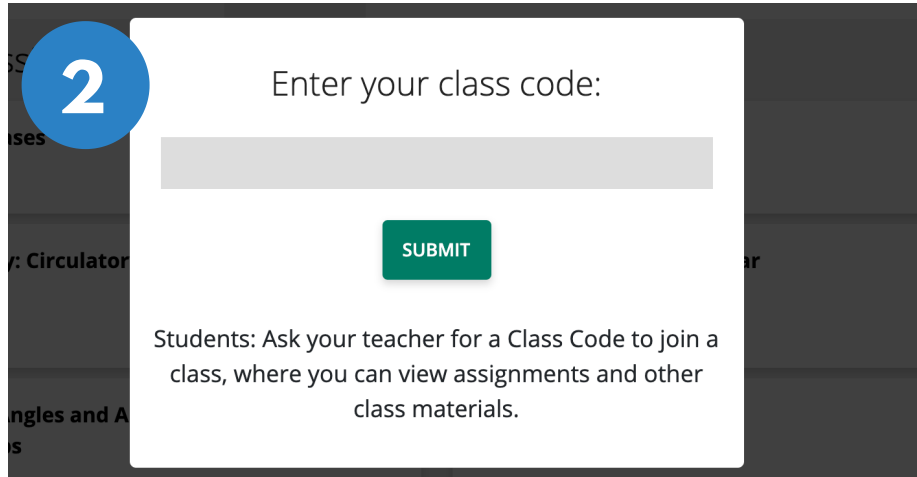 2
Enter your class code:
ases
SUBMIT
y: Circulator
ar
Students: Ask your teacher for a Class Code to join a
class, where you can view assignments and other
class materials.
ngles and A